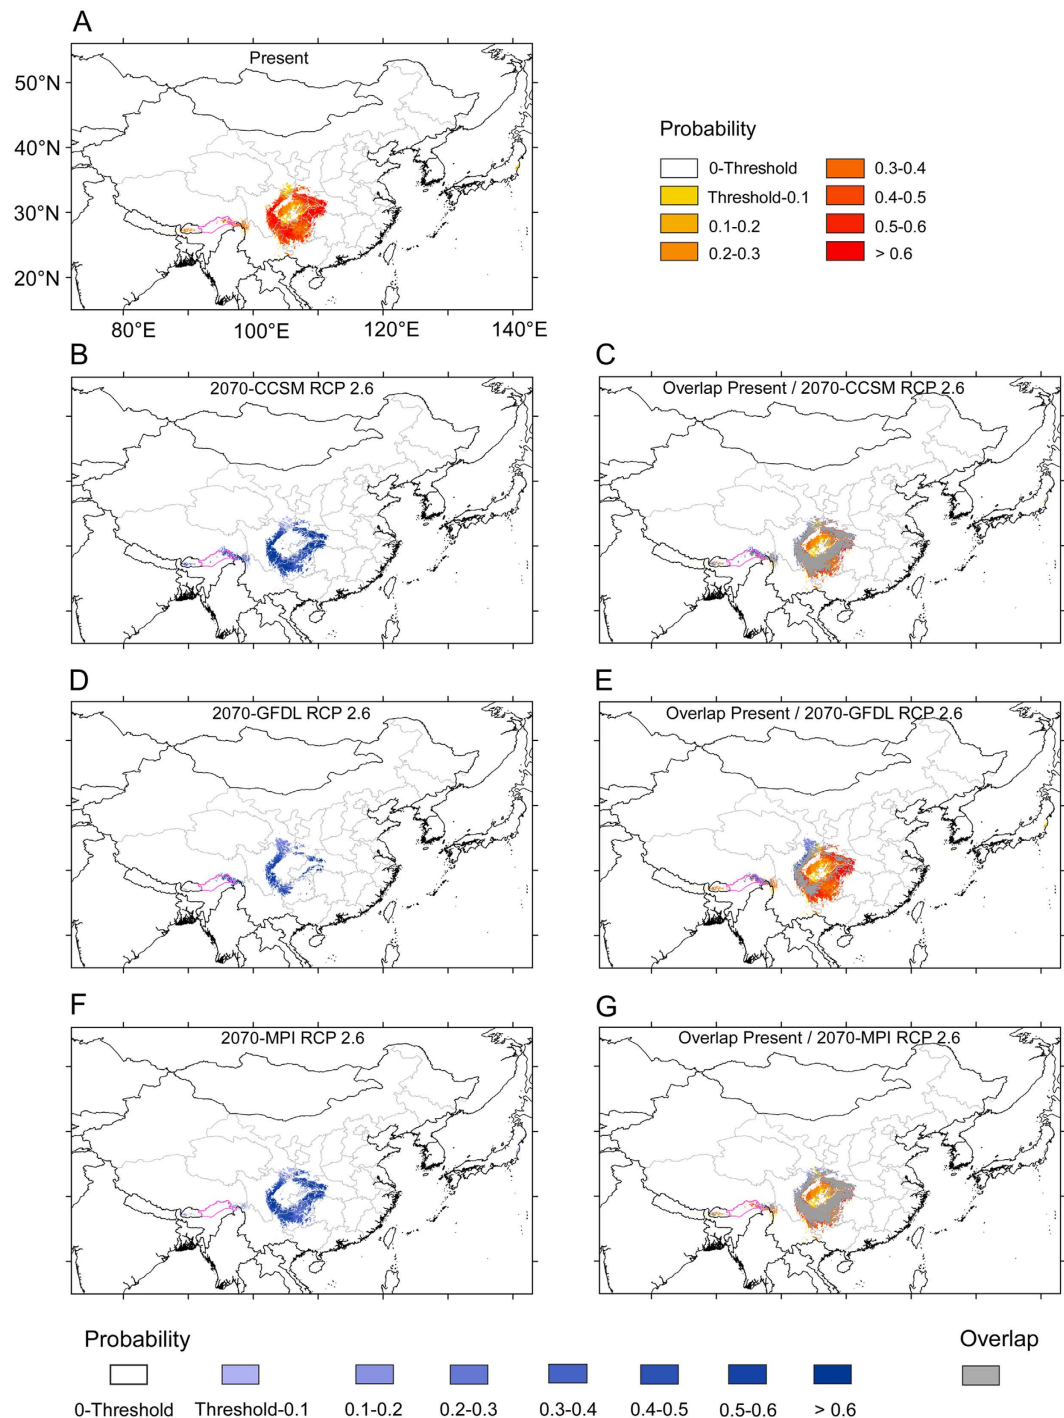 A
Present
50°N
40°N
30°N
20°N
80°E
100°E
120°E
140°E
Probability
0-Threshold
Threshold-0.1
0.1-0.2
0.2-0.3
0.3-0.4
0.4-0.5
0.5-0.6
> 0.6
B
2070-CCSM RCP 2.6
C
Overlap Present / 2070-CCSM RCP 2.6
D
2070-GFDL RCP 2.6
E
Overlap Present / 2070-GFDL RCP 2.6
F
2070-MPI RCP 2.6
G
Overlap Present / 2070-MPI RCP 2.6
Probability
Overlap
0-Threshold
Threshold-0.1
0.1-0.2
0.2-0.3
0.3-0.4
0.4-0.5
0.5-0.6
> 0.6